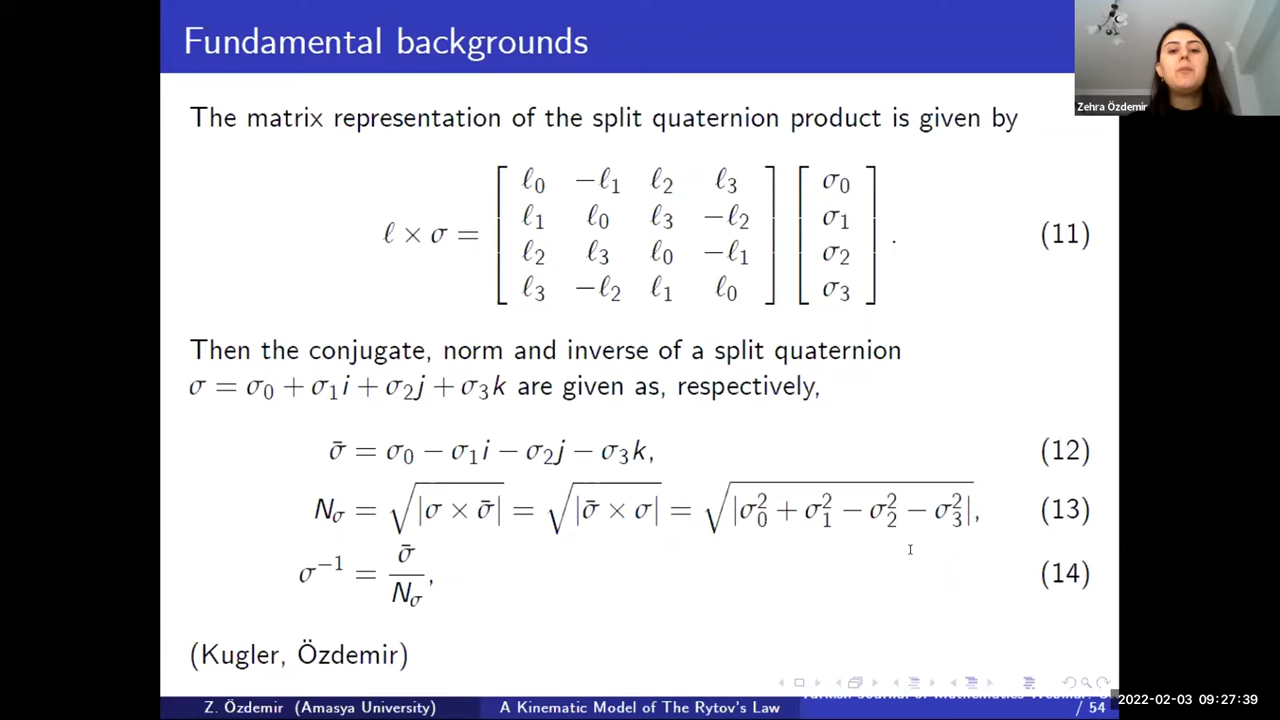 Fundamental backgrounds
Zehra Özdemir
The matrix representation of the split quaternion product is given by
ℓ × σ = [ ℓ0 −ℓ1 ℓ2 ℓ3 ] [ σ0 ]
[ ℓ1 ℓ0 ℓ3 −ℓ2 ] [ σ1 ]
[ ℓ2 ℓ3 ℓ0 −ℓ1 ] [ σ2 ]
[ ℓ3 −ℓ2 ℓ1 ℓ0 ] [ σ3 ] . (11)
Then the conjugate, norm and inverse of a split quaternion
σ = σ0 + σ1i + σ2j + σ3k are given as, respectively,
σ̄ = σ0 − σ1i − σ2j − σ3k, (12)
Nσ = √|σ × σ̄| = √|σ̄ × σ| = √|σ0² + σ1² − σ2² − σ3²|, (13)
σ⁻¹ = σ̄ / Nσ, (14)
(Kugler, Özdemir)
Z. Özdemir (Amasya University) A Kinematic Model of The Rytov's Law / 54
2022-02-03 09:27:39